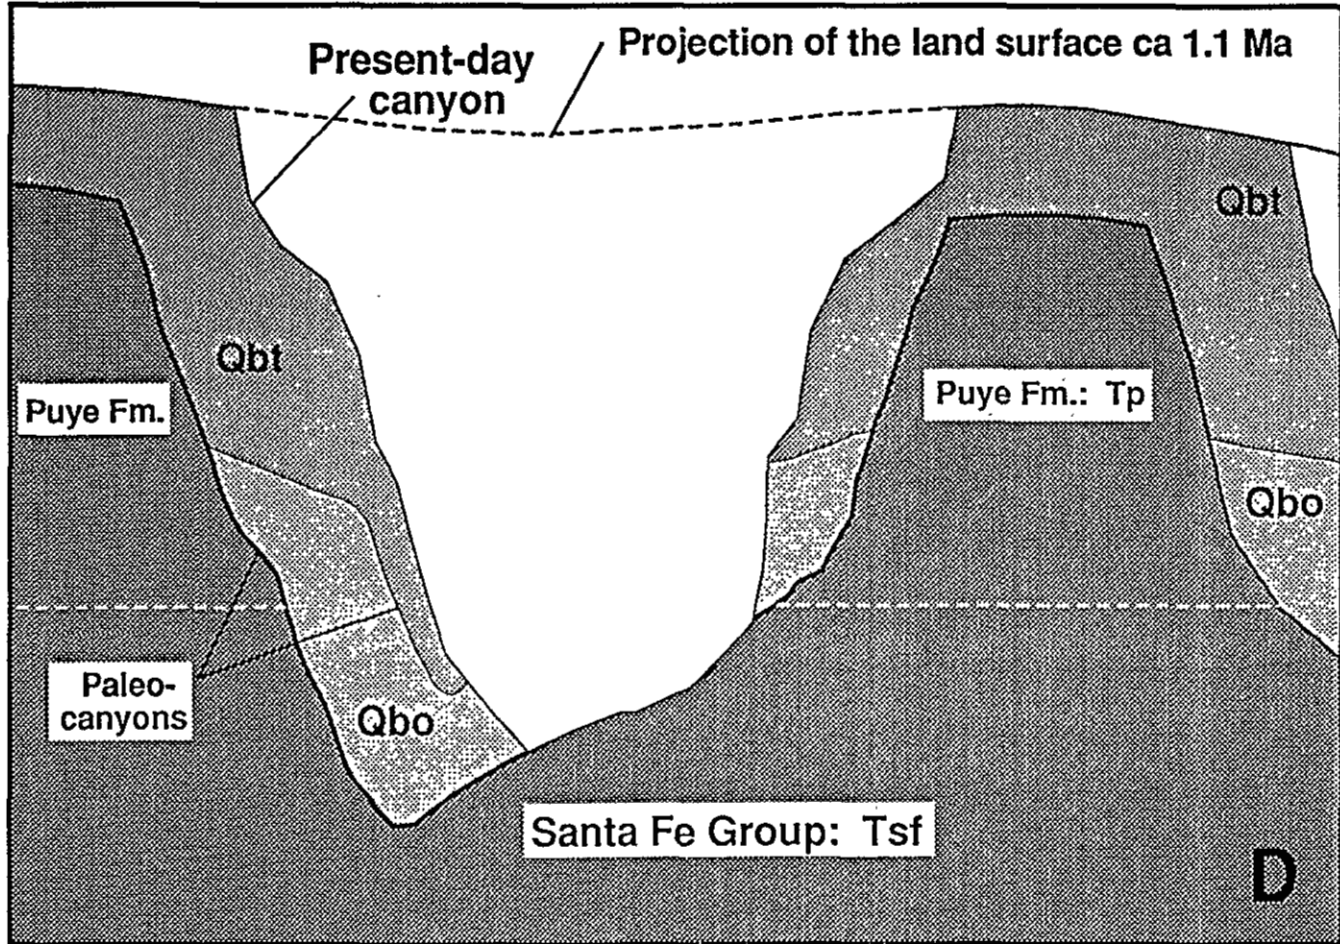 Projection of the land surface ca 1.1 Ma
Present-day
canyon
Qbt
Qbt
Puye Fm.
Puye Fm.: Tp
Qbo
Paleo-
canyons
Qbo
Santa Fe Group: Tsf
D